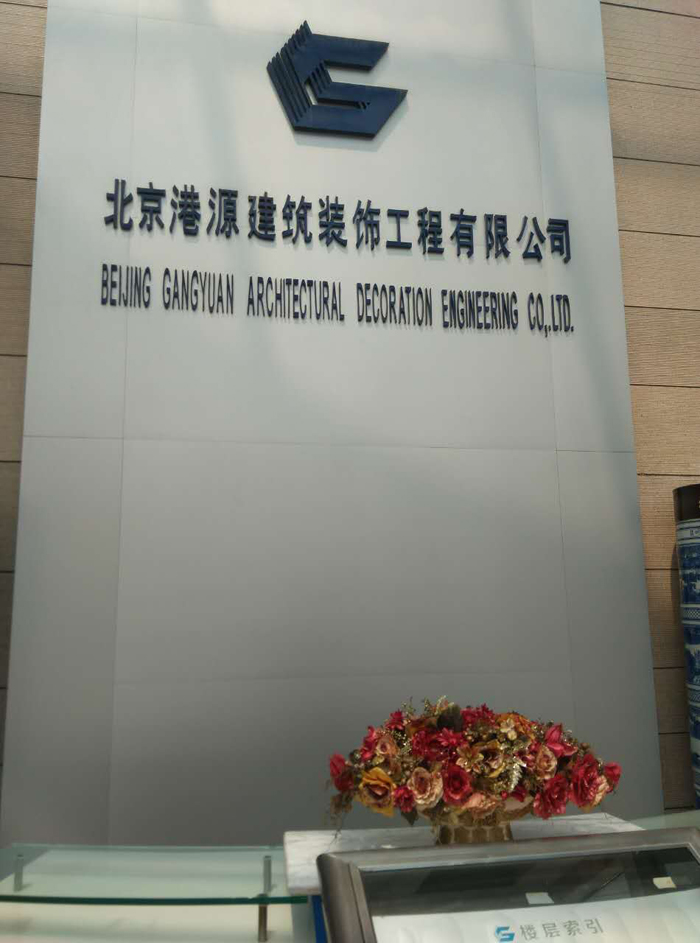 北京港源建筑装饰工程有限公司
BEIJING GANGYUAN ARCHITECTURAL DECORATION ENGINEERING CO,.LTD.
楼层索引